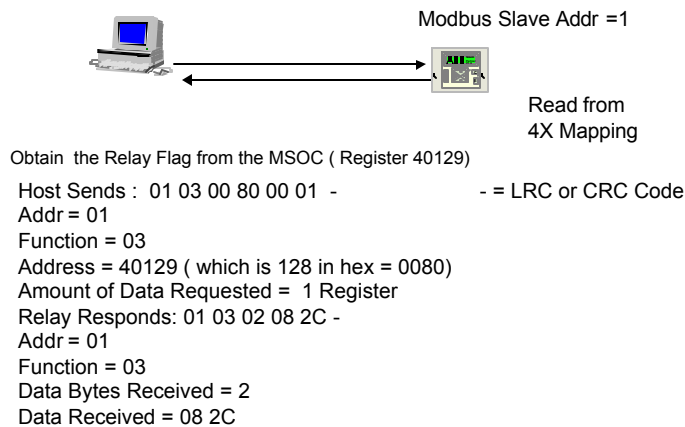 Modbus Slave Addr =1
Read from
4X Mapping
Obtain the Relay Flag from the MSOC ( Register 40129)
Host Sends : 01 03 00 80 00 01 - - = LRC or CRC Code
Addr = 01
Function = 03
Address = 40129 ( which is 128 in hex = 0080)
Amount of Data Requested = 1 Register
Relay Responds: 01 03 02 08 2C -
Addr = 01
Function = 03
Data Bytes Received = 2
Data Received = 08 2C